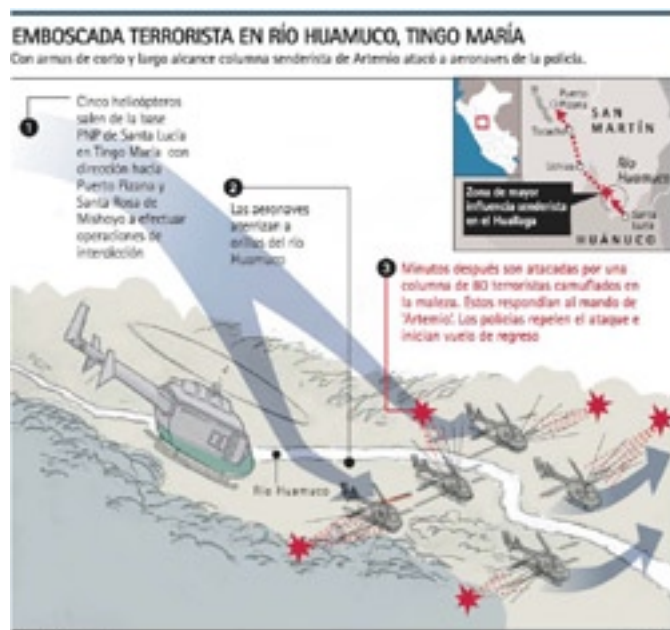 EMBOSCADA TERRORISTA EN RÍO HUAMUCO, TINGO MARÍA
Con armas de corto y largo alcance columna senderista de Artemio atacó a aeronaves de la policía.
1
Cinco helicópteros
salen de la base
PNP de Santa Lucía
en Tingo María con
dirección hacia
Puerto Pizana y
Santa Rosa de
Mishoyo a efectuar
operaciones de
interdicción
2
Las aeronaves
aterrizan a
orillas del río
Huamuco
3
Minutos después son atacadas por una
columna de 80 terroristas camuflados en
la maleza. Estos respondían al mando de
'Artemio'. Los policías repelen el ataque e
inician vuelo de regreso
Puerto
Pizana
SAN
MARTÍN
Tocache
Uchiza
Río
Huamuco
Zona de mayor
influencia senderista
en el Huallaga
Santa
Lucía
HUÁNUCO
Río Huamuco